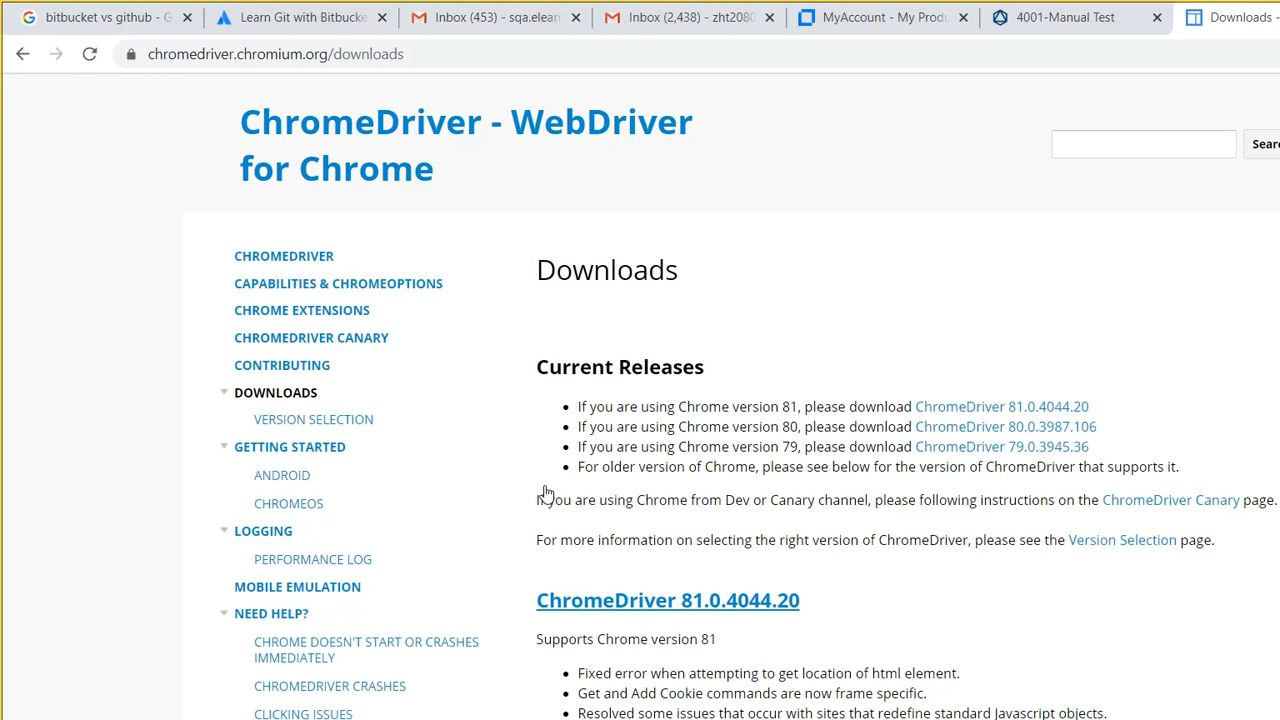 bitbucket vs github - G
Learn Git with Bitbucke
Inbox (453) - sqa.elearn
Inbox (2,438) - zht2080
MyAccount - My Produ
4001-Manual Test
Downloads -
chromedriver.chromium.org/downloads
ChromeDriver - WebDriver
for Chrome
Sear
CHROMEDRIVER
CAPABILITIES & CHROMEOPTIONS
CHROME EXTENSIONS
CHROMEDRIVER CANARY
CONTRIBUTING
DOWNLOADS
VERSION SELECTION
GETTING STARTED
ANDROID
CHROMEOS
LOGGING
PERFORMANCE LOG
MOBILE EMULATION
NEED HELP?
CHROME DOESN'T START OR CRASHES
IMMEDIATELY
CHROMEDRIVER CRASHES
CLICKING ISSUES
Downloads
Current Releases
If you are using Chrome version 81, please download ChromeDriver 81.0.4044.20
If you are using Chrome version 80, please download ChromeDriver 80.0.3987.106
If you are using Chrome version 79, please download ChromeDriver 79.0.3945.36
For older version of Chrome, please see below for the version of ChromeDriver that supports it.
If you are using Chrome from Dev or Canary channel, please following instructions on the ChromeDriver Canary page.
For more information on selecting the right version of ChromeDriver, please see the Version Selection page.
ChromeDriver 81.0.4044.20
Supports Chrome version 81
Fixed error when attempting to get location of html element.
Get and Add Cookie commands are now frame specific.
Resolved some issues that occur with sites that redefine standard Javascript objects.